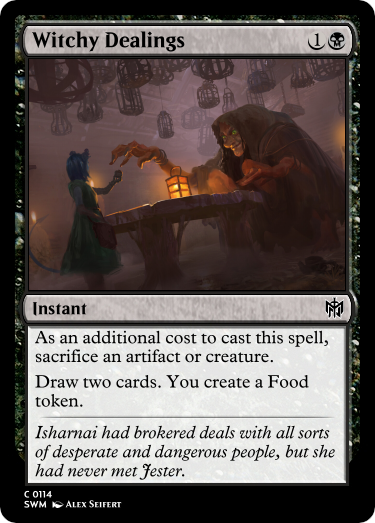 Witchy Dealings 1
Instant
As an additional cost to cast this spell,
sacrifice an artifact or creature.
Draw two cards. You create a Food
token.
Isharnai had brokered deals with all sorts
of desperate and dangerous people, but she
had never met Jester.
C 0114
SWM Alex Seifert